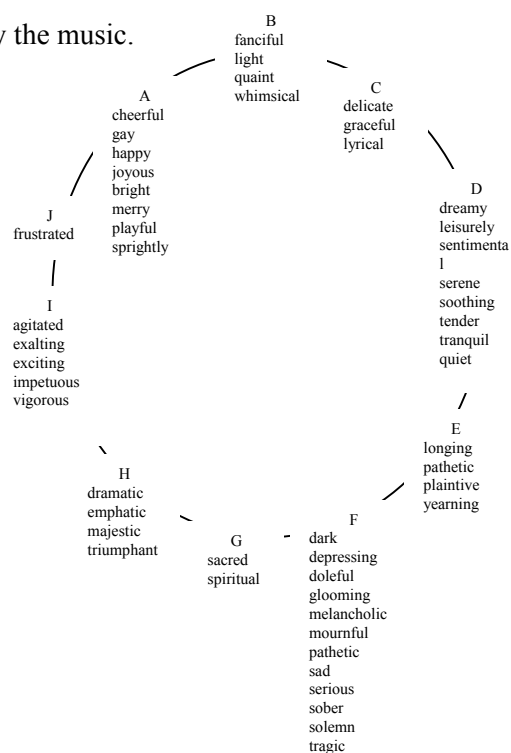 y the music.
B
fanciful
light
quaint
whimsical
A
cheerful
gay
happy
joyous
bright
merry
playful
sprightly
C
delicate
graceful
lyrical
D
dreamy
leisurely
sentimenta
l
serene
soothing
tender
tranquil
quiet
J
frustrated
I
agitated
exalting
exciting
impetuous
vigorous
E
longing
pathetic
plaintive
yearning
H
dramatic
emphatic
majestic
triumphant
G
sacred
spiritual
F
dark
depressing
doleful
glooming
melancholic
mournful
pathetic
sad
serious
sober
solemn
tragic